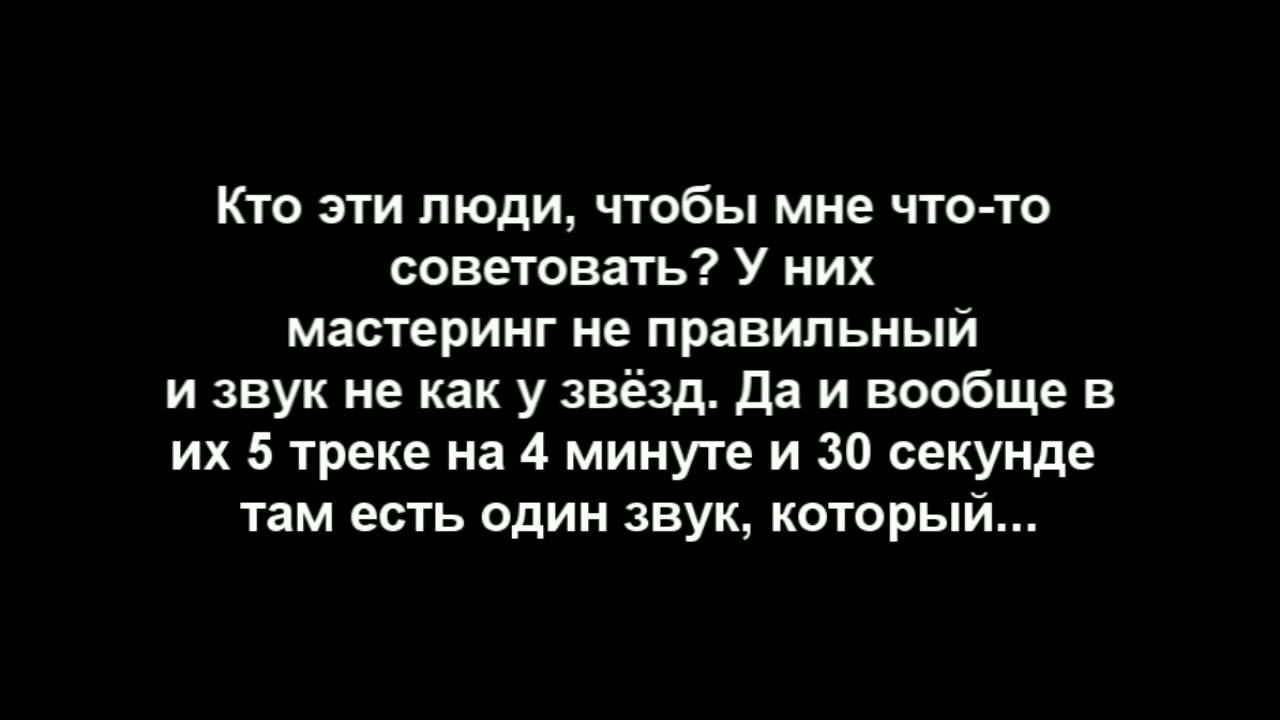 Кто эти люди, чтобы мне что-то
советовать? У них
мастеринг не правильный
и звук не как у звёзд. Да и вообще в
их 5 треке на 4 минуте и 30 секунде
там есть один звук, который...